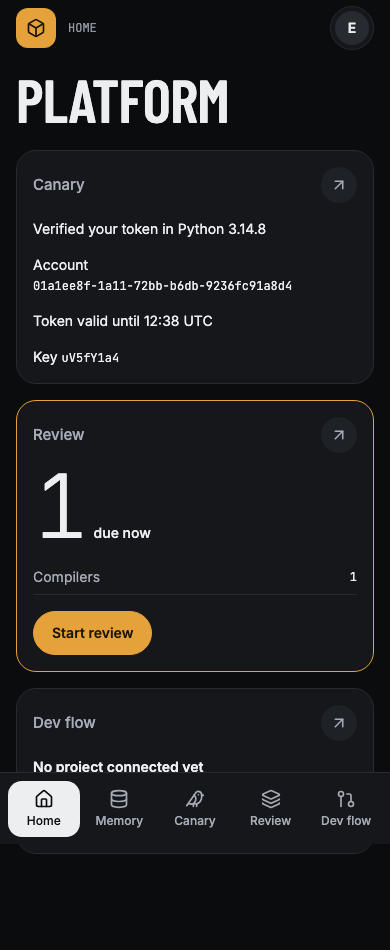 HOME
E
PLATFORM
Canary
Verified your token in Python 3.14.8
Account
01a1ee8f-1a11-72bb-b6db-9236fc91a8d4
Token valid until 12:38 UTC
Key uV5fY1a4
Review
1 due now
Compilers 1
Start review
Dev flow
No project connected yet
Home Memory Canary Review Dev flow